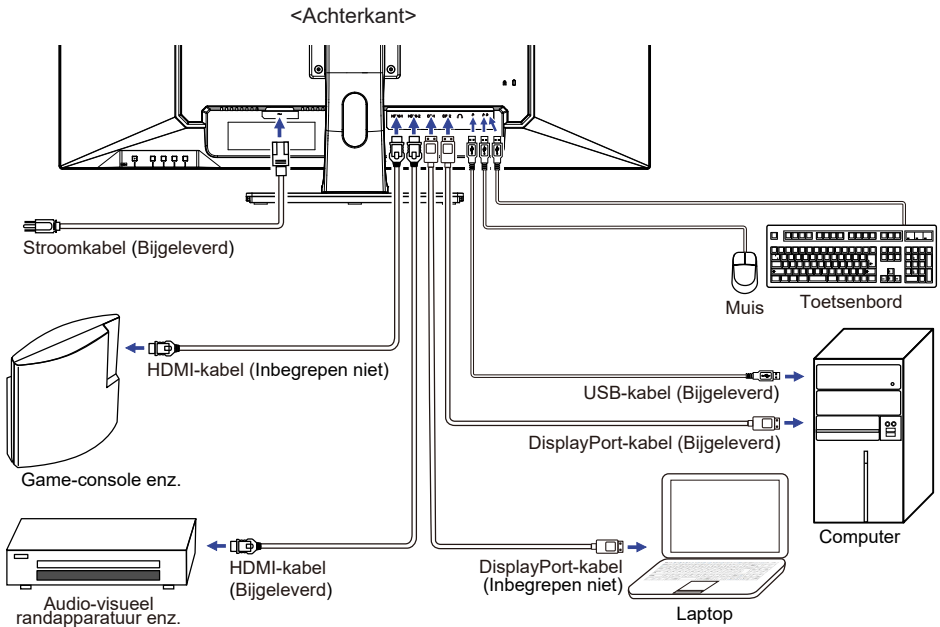 <Achterkant>
Stroomkabel (Bijgeleverd)
Muis
Toetsenbord
HDMI-kabel (Inbegrepen niet)
USB-kabel (Bijgeleverd)
DisplayPort-kabel (Bijgeleverd)
Game-console enz.
Computer
HDMI-kabel
(Bijgeleverd)
DisplayPort-kabel
(Inbegrepen niet)
Laptop
Audio-visueel
randapparatuur enz.